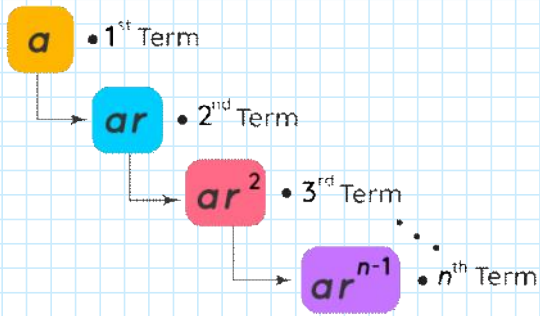 a • 1st Term
ar • 2nd Term
ar² • 3rd Term
arⁿ⁻¹ • nth Term